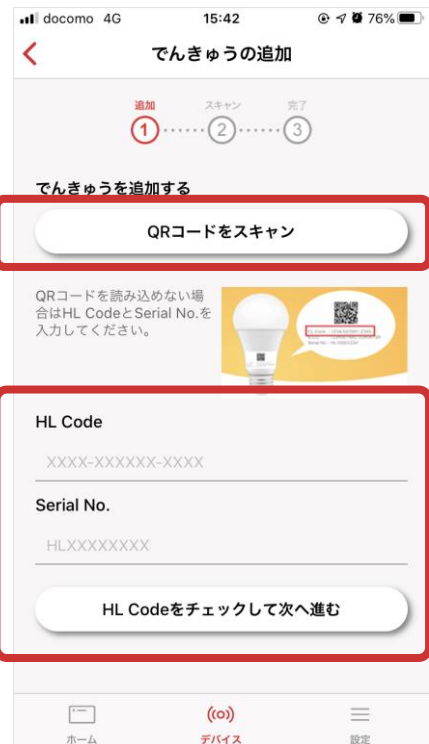 docomo 4G 15:42 76%
でんきゅうの追加
追加 スキャン 完了
1 2 3
でんきゅうを追加する
QRコードをスキャン
QRコードを読み込めない場
合はHL CodeとSerial No.を
入力してください。
HL Code
XXXX-XXXXXX-XXXX
Serial No.
HLXXXXXXXX
HL Codeをチェックして次へ進む
ホーム デバイス 設定